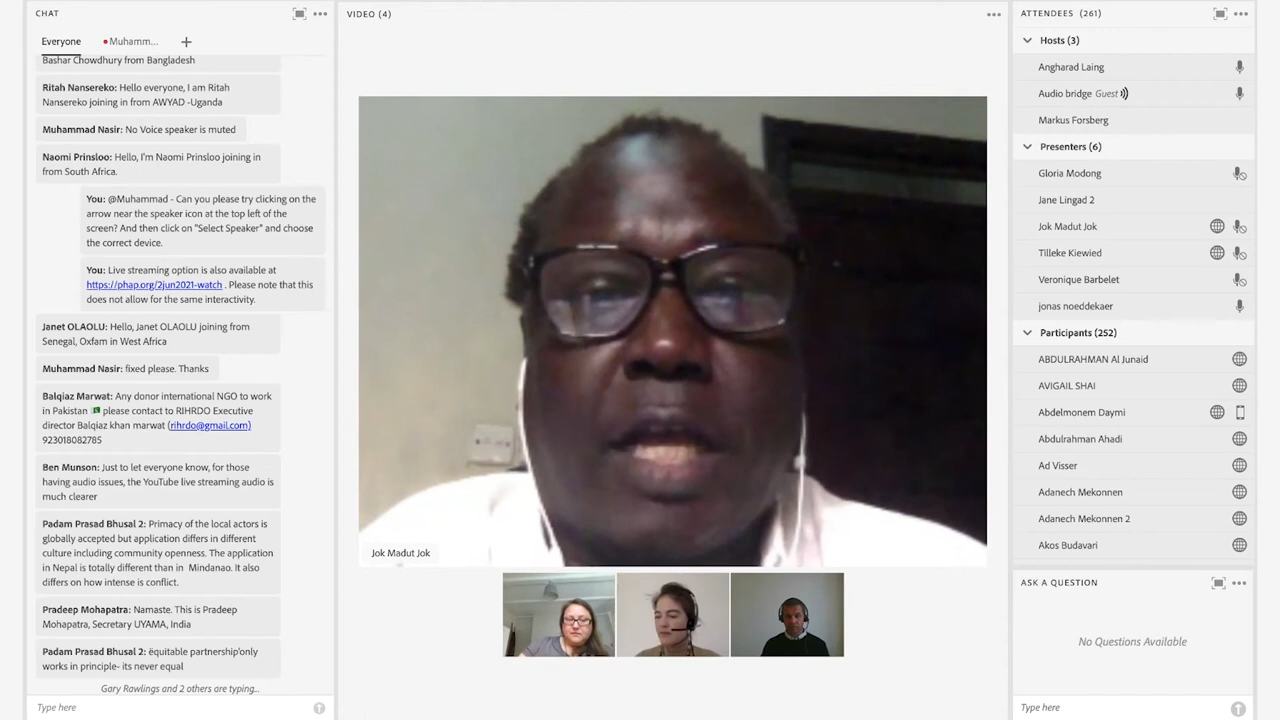 CHAT
Everyone
Muhamm...
Bashar Chowdhury from Bangladesh
Ritah Nansereko: Hello everyone, I am Ritah
Nansereko joining in from AWYAD -Uganda
Muhammad Nasir: No Voice speaker is muted
Naomi Prinsloo: Hello, I'm Naomi Prinsloo joining in
from South Africa.
You: @Muhammad - Can you please try clicking on the
arrow near the speaker icon at the top left of the
screen? And then click on "Select Speaker" and choose
the correct device.
You: Live streaming option is also available at
https://phap.org/2jun2021-watch . Please note that this
does not allow for the same interactivity.
Janet OLAOLU: Hello, Janet OLAOLU joining from
Senegal, Oxfam in West Africa
Muhammad Nasir: fixed please. Thanks
Balqiaz Marwat: Any donor international NGO to work
in Pakistan 🇵🇰 please contact to RIHRDO Executive
director Balqiaz khan marwat (rihrdo@gmail.com)
923018082785
Ben Munson: Just to let everyone know, for those
having audio issues, the YouTube live streaming audio is
much clearer
Padam Prasad Bhusal 2: Primacy of the local actors is
globally accepted but application differs in different
culture including community openness. The application
in Nepal is totally different than in  Mindanao. It also
differs on how intense is conflict.
Pradeep Mohapatra: Namaste. This is Pradeep
Mohapatra, Secretary UYAMA, India
Padam Prasad Bhusal 2: ëquitable partnership'only
works in principle- its never equal
Gary Rawlings and 2 others are typing...
Type here
VIDEO (4)
Jok Madut Jok
ATTENDEES (261)
Hosts (3)
Angharad Laing
Audio bridge Guest
Markus Forsberg
Presenters (6)
Gloria Modong
Jane Lingad 2
Jok Madut Jok
Tilleke Kiewied
Veronique Barbelet
jonas noeddekaer
Participants (252)
ABDULRAHMAN Al Junaid
AVIGAIL SHAI
Abdelmonem Daymi
Abdulrahman Ahadi
Ad Visser
Adanech Mekonnen
Adanech Mekonnen 2
Akos Budavari
ASK A QUESTION
No Questions Available
Type here